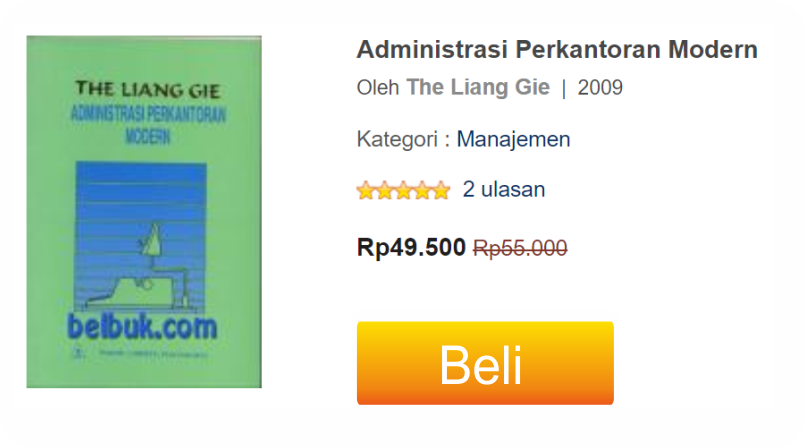 THE LIANG GIE
ADMINISTRASI PERKANTORAN
MODERN
belbuk.com
Administrasi Perkantoran Modern
Oleh The Liang Gie | 2009
Kategori : Manajemen
2 ulasan
Rp49.500 Rp55.000
Beli